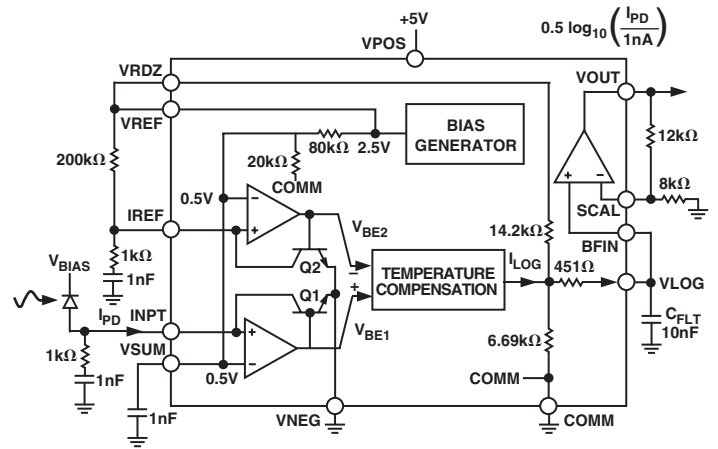 +5V
0.5 log10 (IPD/1nA)
VPOS
VRDZ
VOUT
VREF
BIAS GENERATOR
80kΩ
2.5V
12kΩ
200kΩ
20kΩ
COMM
8kΩ
0.5V
SCAL
IREF
VBE2
14.2kΩ
BFIN
1kΩ
VBIAS
1nF
Q2
TEMPERATURE COMPENSATION
ILOG
451Ω
VLOG
Q1
IPD
INPT
CFLT
10nF
VBE1
6.69kΩ
1kΩ
VSUM
0.5V
COMM
1nF
1nF
VNEG
COMM